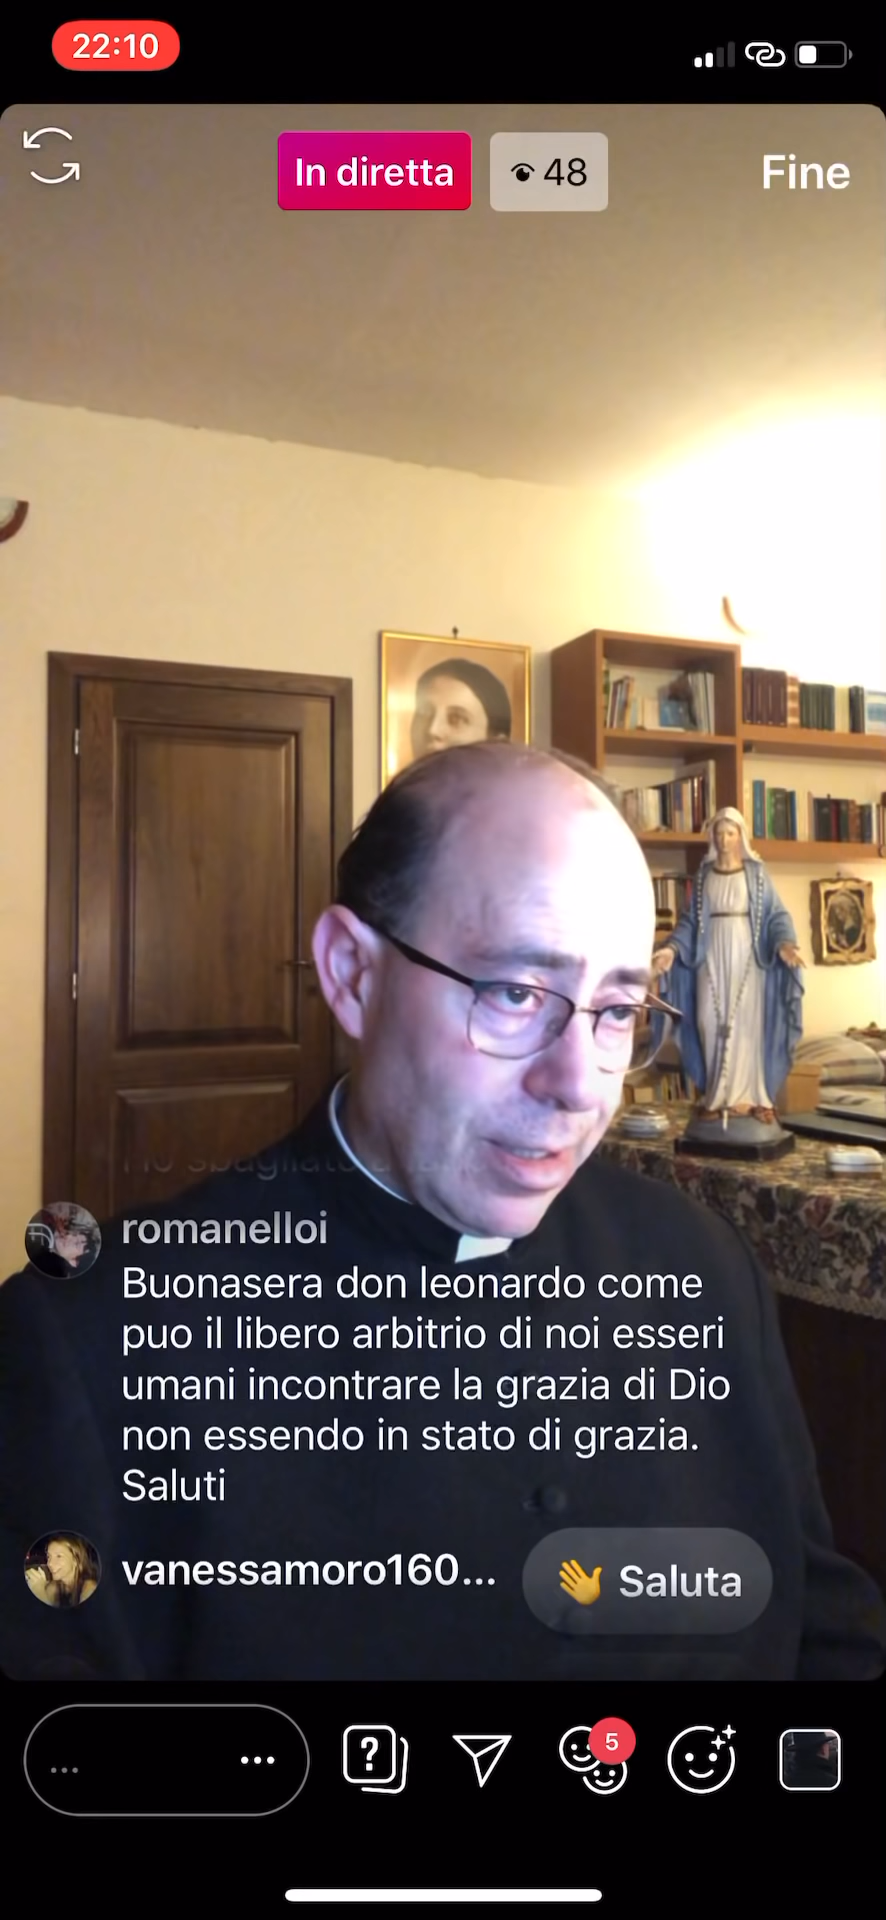 22:10
In diretta
48
Fine
romanelloi
Buonasera don leonardo come
puo il libero arbitrio di noi esseri
umani incontrare la grazia di Dio
non essendo in stato di grazia.
Saluti
vanessamoro160...
👋 Saluta
...
...
?
5